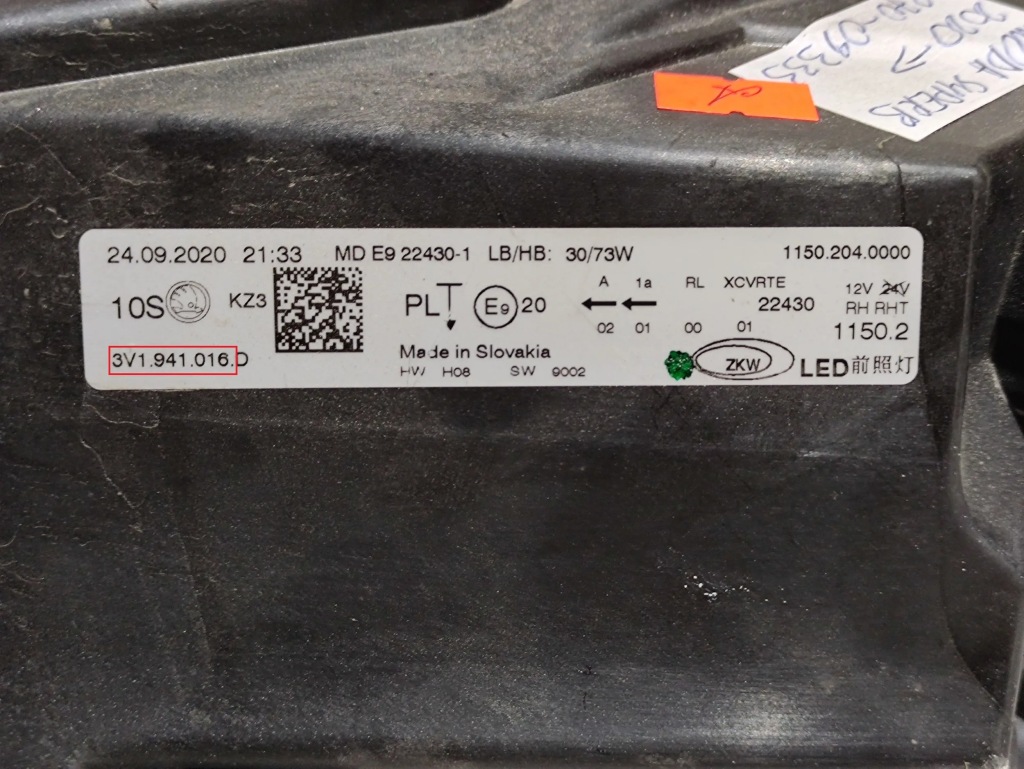 SUPERB
24.09.2020 21:33 MD E9 22430-1 LB/HB: 30/73W 1150.204.0000
10S KZ3 PL E9 20 A 1a RL XCVRTE 12V 24V
22430 RH RHT
02 01 00 01 1150.2
3V1.941.016.D Made in Slovakia ZKW LED前照灯
HW H08 SW 9002